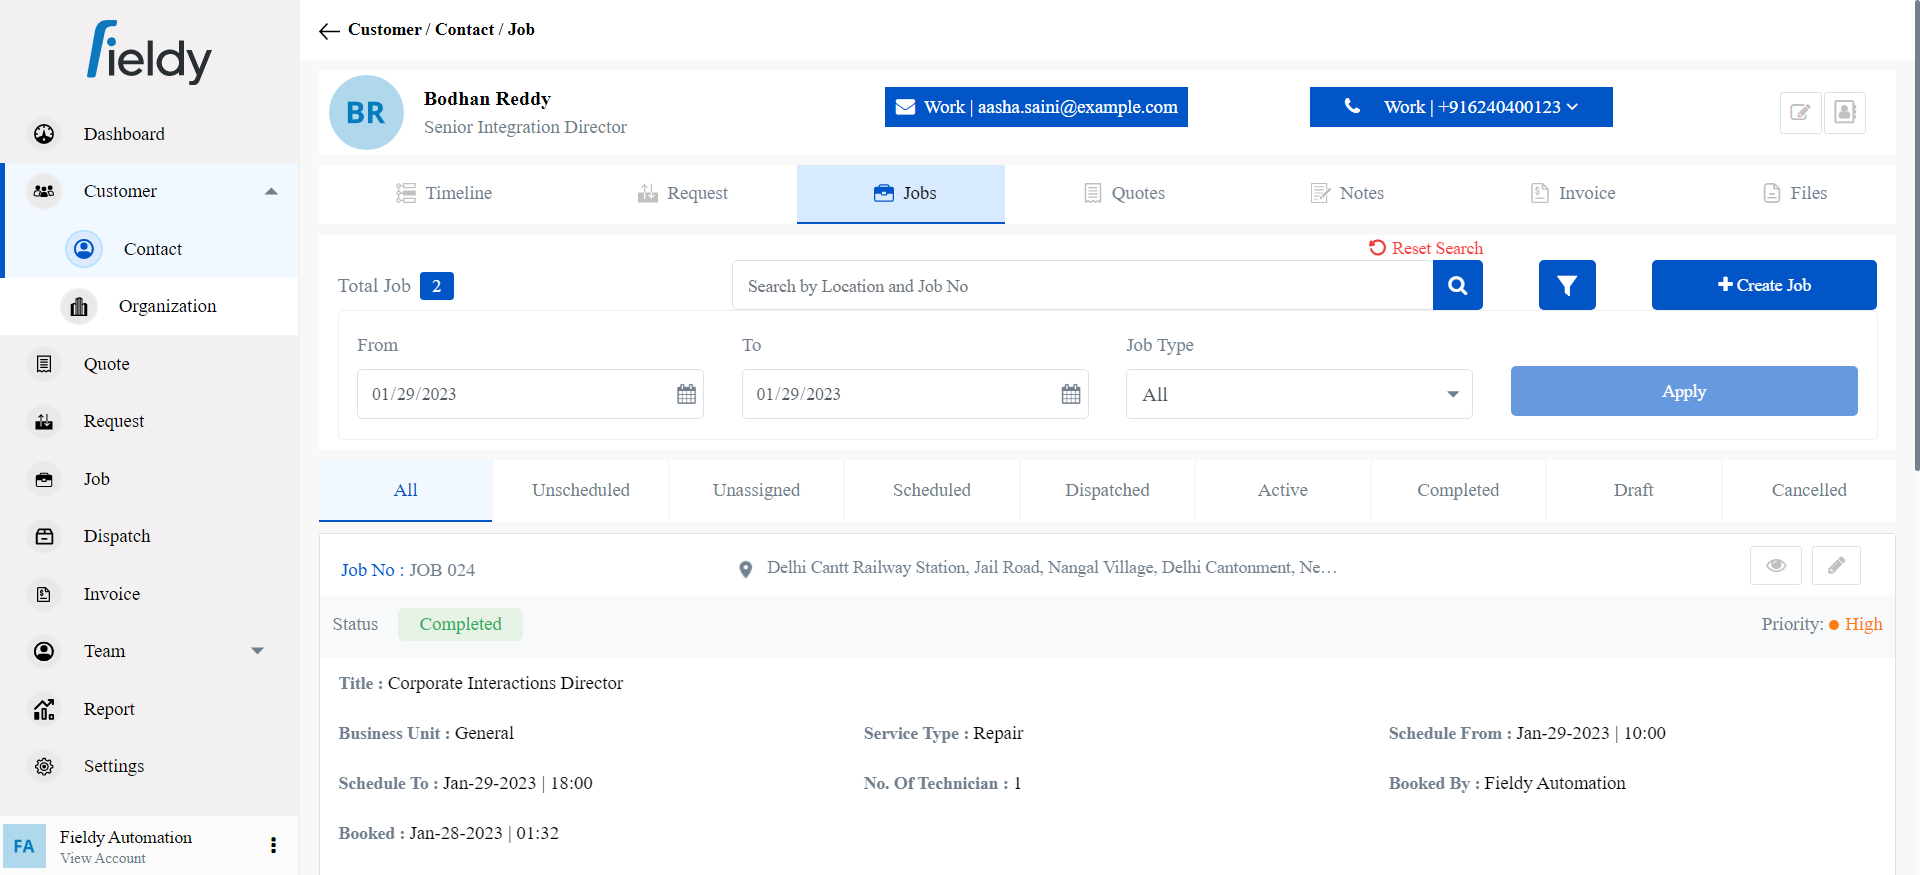 Fieldy
Dashboard
Customer
Contact
Organization
Quote
Request
Job
Dispatch
Invoice
Team
Report
Settings
FA
Fieldy Automation
View Account
Customer / Contact / Job
BR
Bodhan Reddy
Senior Integration Director
Work | aasha.saini@example.com
Work | +916240400123
Timeline
Request
Jobs
Quotes
Notes
Invoice
Files
Reset Search
Total Job 2
Search by Location and Job No
Create Job
From
To
Job Type
01/29/2023
01/29/2023
All
Apply
All
Unscheduled
Unassigned
Scheduled
Dispatched
Active
Completed
Draft
Cancelled
Job No : JOB 024
Delhi Cantt Railway Station, Jail Road, Nangal Village, Delhi Cantonment, Ne…
Status Completed
Priority: High
Title : Corporate Interactions Director
Business Unit : General
Service Type : Repair
Schedule From : Jan-29-2023 | 10:00
Schedule To : Jan-29-2023 | 18:00
No. Of Technician : 1
Booked By : Fieldy Automation
Booked : Jan-28-2023 | 01:32